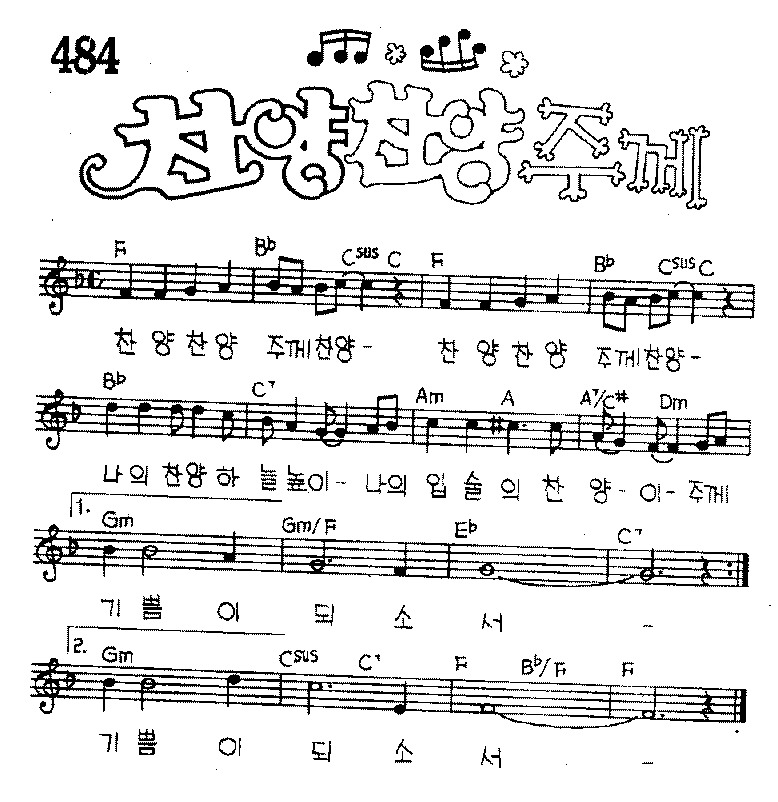 484
찬양찬양주께
F Bb Csus C F Bb Csus C
찬 양 찬 양 주께찬양- 찬 양 찬 양 주께찬양-
Bb C7 Am A A7/C# Dm
나의 찬양 하 늘 높이- 나의 입 술 의 찬 양- 이- 주께
1. Gm Gm/F Eb C7
기 쁨 이 되 소 서 -
2. Gm Csus C7 F Bb/F F
기 쁨 이 되 소 서 -